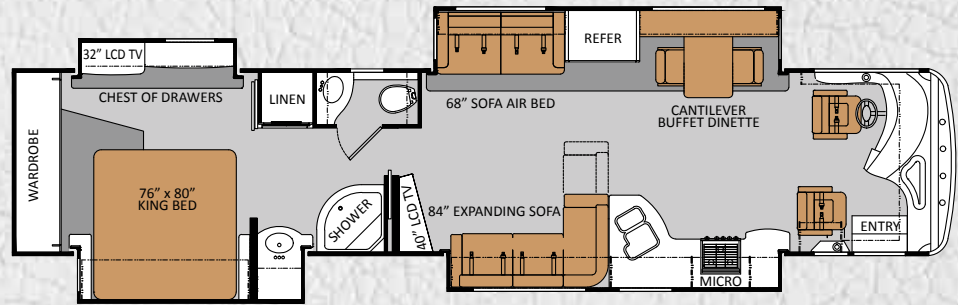 32” LCD TV
CHEST OF DRAWERS
WARDROBE
LINEN
76” x 80”
KING BED
SHOWER
40” LCD TV
68” SOFA AIR BED
REFER
CANTILEVER
BUFFET DINETTE
84” EXPANDING SOFA
MICRO
ENTRY